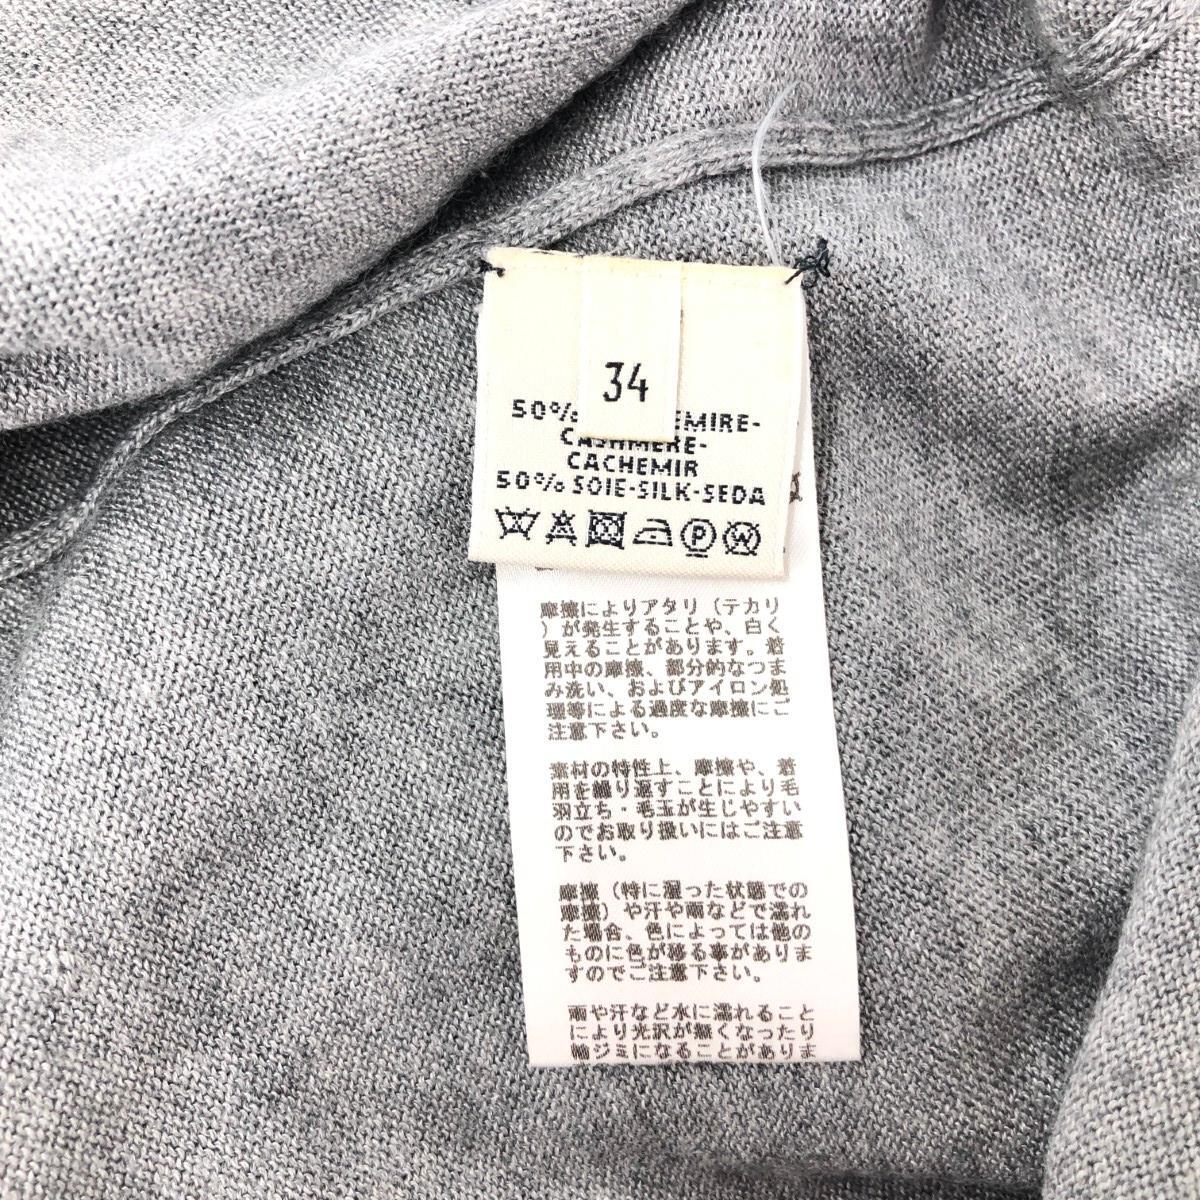 34
50% EMIRE-
CASHMERE-
CACHEMIR
50% SOIE-SILK-SEDA
P W
摩擦によりアタリ（テカリ
）が発生することや、白く
見えることがあります。着
用中の摩擦、部分的なつま
み洗い、およびアイロン処
理等による過度な摩擦にご
注意下さい。
素材の特性上、摩擦や、着
用を繰り返すことにより毛
羽立ち・毛玉が生じやすい
のでお取り扱いにはご注意
下さい。
摩擦（特に湿った状態での
摩擦）や汗や雨などで濡れ
た場合、色によっては他の
ものに色が移る事がありま
すのでご注意下さい。
雨や汗など水に濡れること
により光沢が無くなったり
輪ジミになることがありま